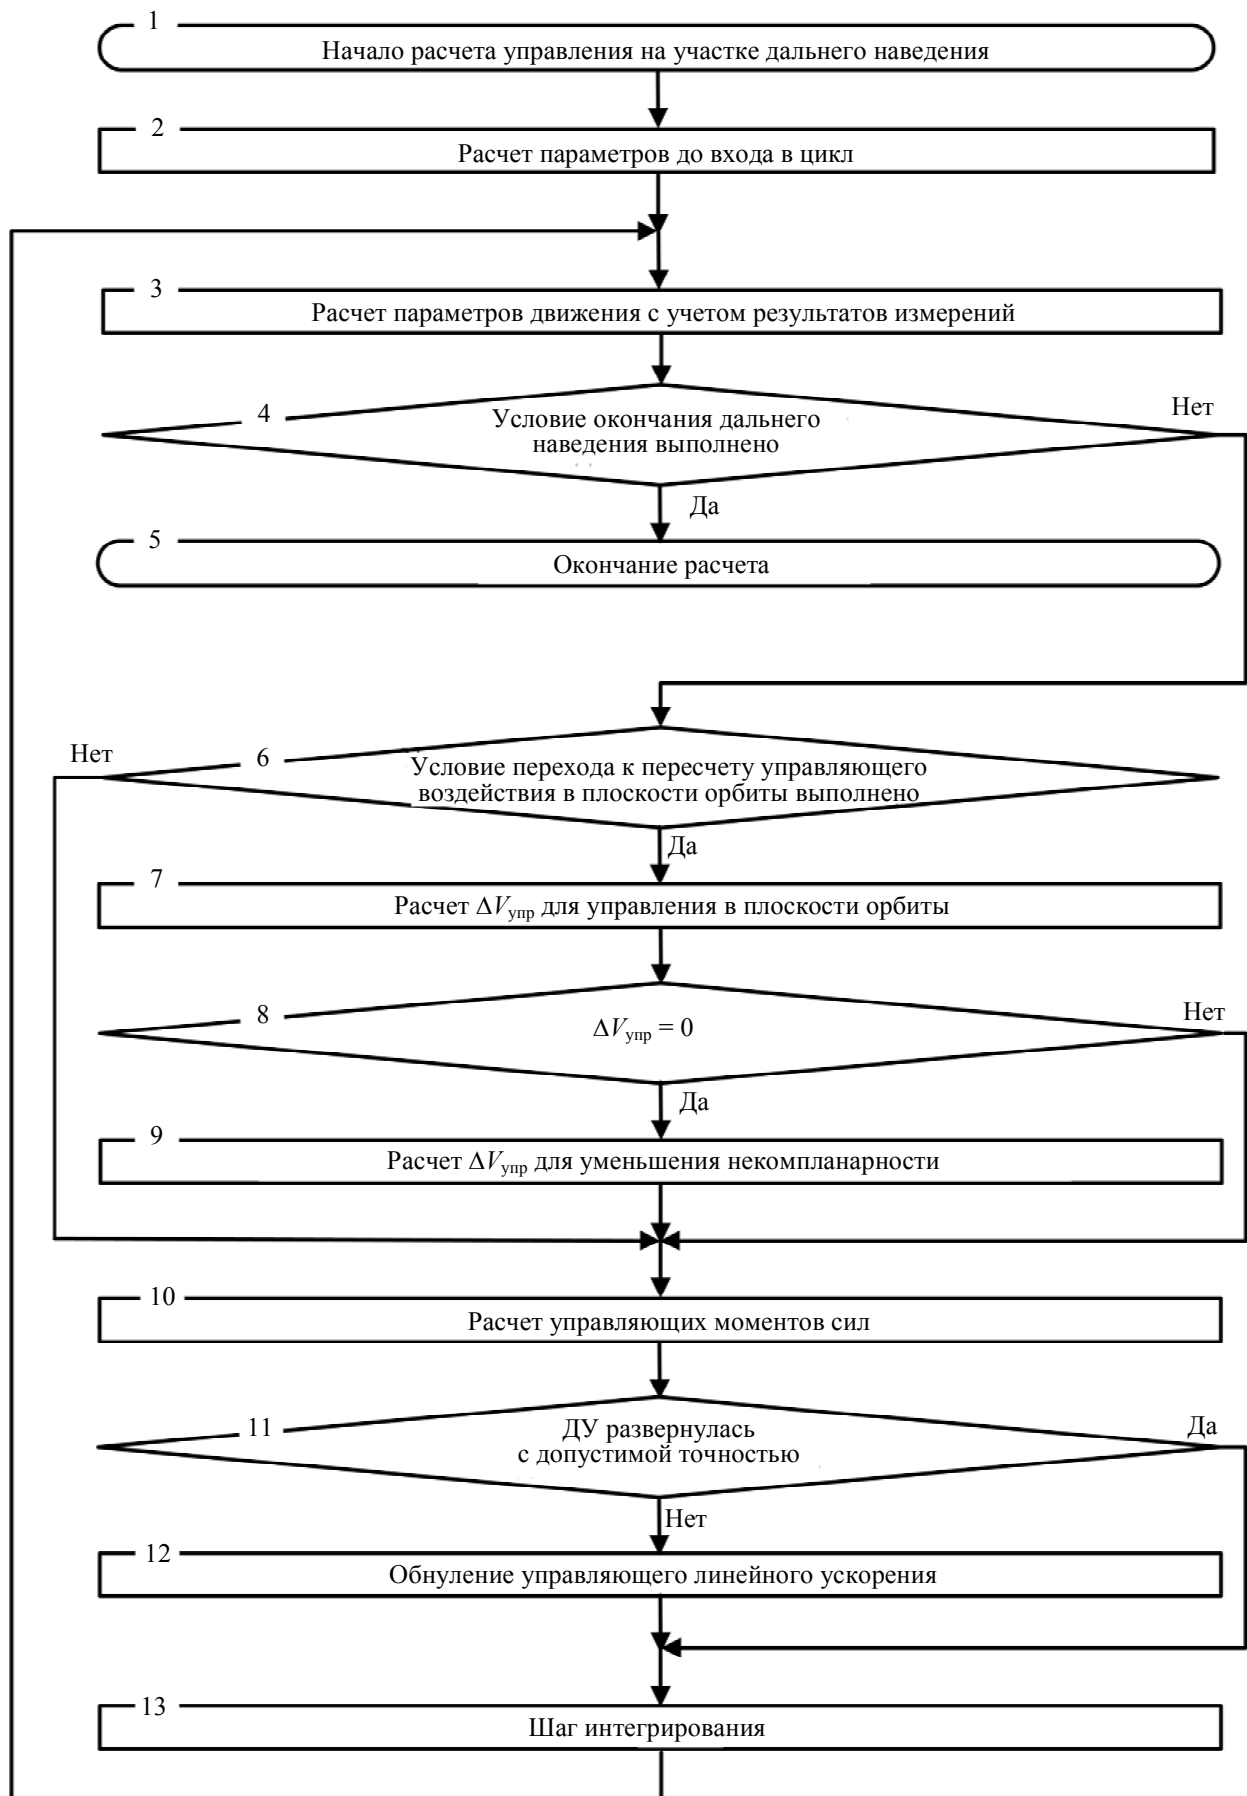 1
Начало расчета управления на участке дальнего наведения
2
Расчет параметров до входа в цикл
3
Расчет параметров движения с учетом результатов измерений
4
Условие окончания дальнего
наведения выполнено
Нет
Да
5
Окончание расчета
Нет
6
Условие перехода к пересчету управляющего
воздействия в плоскости орбиты выполнено
Да
7
Расчет ΔVупр для управления в плоскости орбиты
8
ΔVупр = 0
Нет
Да
9
Расчет ΔVупр для уменьшения некомпланарности
10
Расчет управляющих моментов сил
11
ДУ развернулась
с допустимой точностью
Да
Нет
12
Обнуление управляющего линейного ускорения
13
Шаг интегрирования